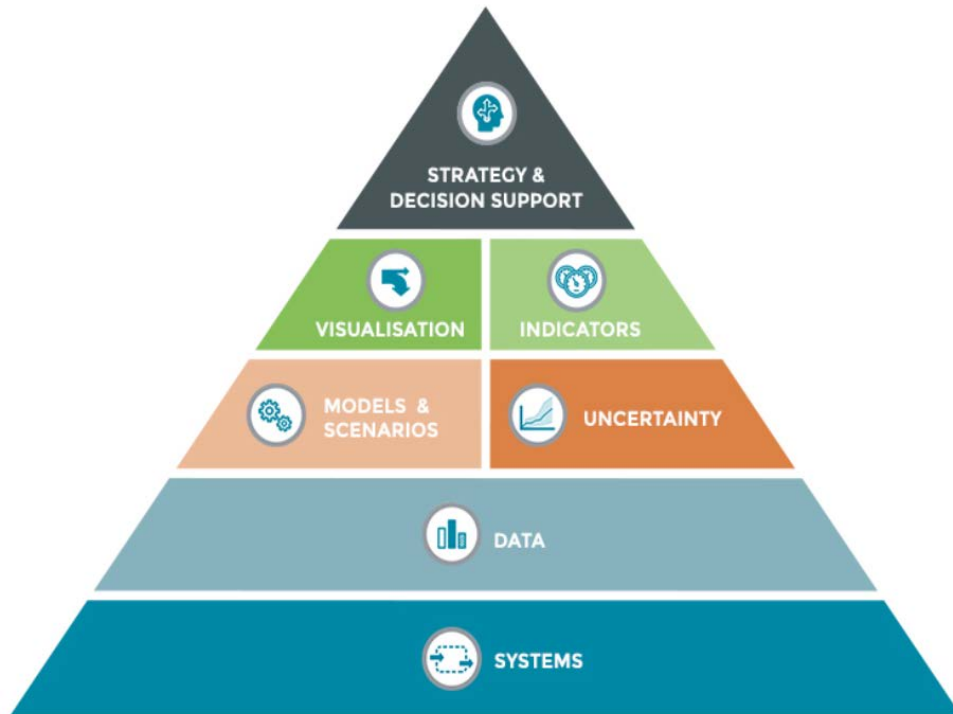 STRATEGY &
DECISION SUPPORT
VISUALISATION
INDICATORS
MODELS &
SCENARIOS
UNCERTAINTY
DATA
SYSTEMS